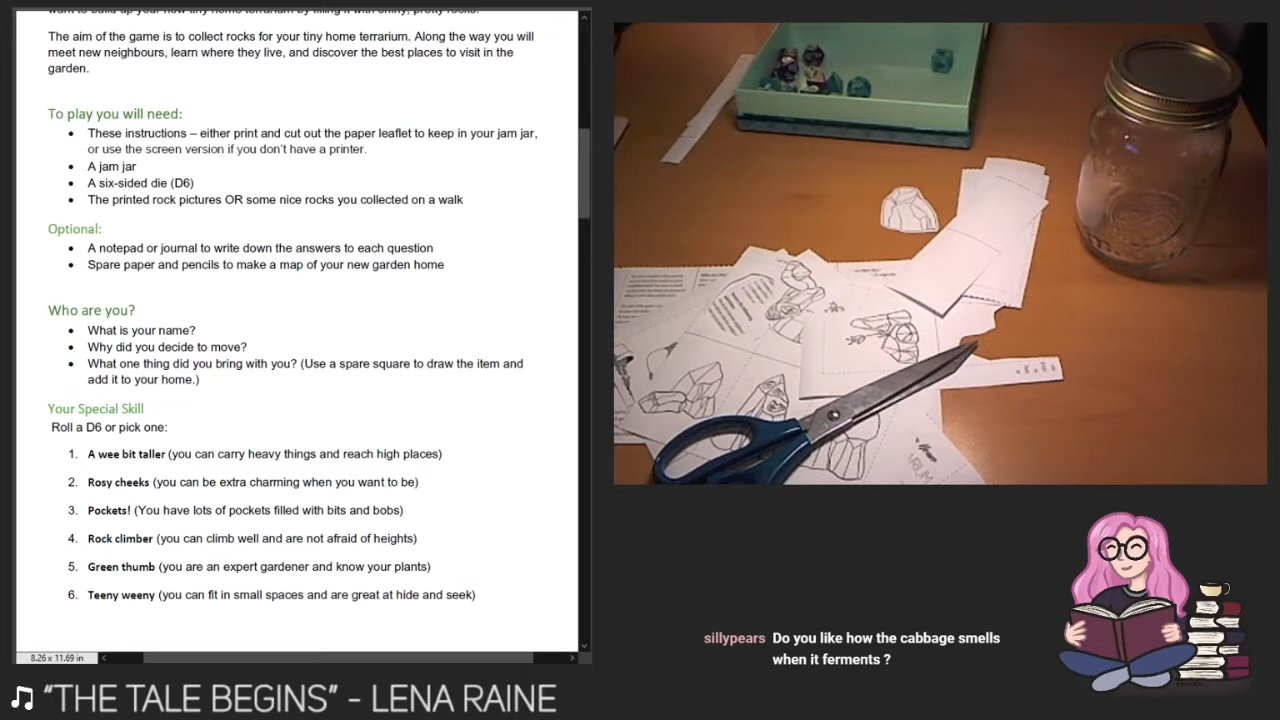 The aim of the game is to collect rocks for your tiny home terrarium. Along the way you will
meet new neighbours, learn where they live, and discover the best places to visit in the
garden.
To play you will need:
• These instructions – either print and cut out the paper leaflet to keep in your jam jar,
or use the screen version if you don't have a printer.
• A jam jar
• A six-sided die (D6)
• The printed rock pictures OR some nice rocks you collected on a walk
Optional:
• A notepad or journal to write down the answers to each question
• Spare paper and pencils to make a map of your new garden home
Who are you?
• What is your name?
• Why did you decide to move?
• What one thing did you bring with you? (Use a spare square to draw the item and
add it to your home.)
Your Special Skill
Roll a D6 or pick one:
1. A wee bit taller (you can carry heavy things and reach high places)
2. Rosy cheeks (you can be extra charming when you want to be)
3. Pockets! (You have lots of pockets filled with bits and bobs)
4. Rock climber (you can climb well and are not afraid of heights)
5. Green thumb (you are an expert gardener and know your plants)
6. Teeny weeny (you can fit in small spaces and are great at hide and seek)
8.26 x 11.69 in
sillypears Do you like how the cabbage smells
when it ferments ?
"THE TALE BEGINS" - LENA RAINE